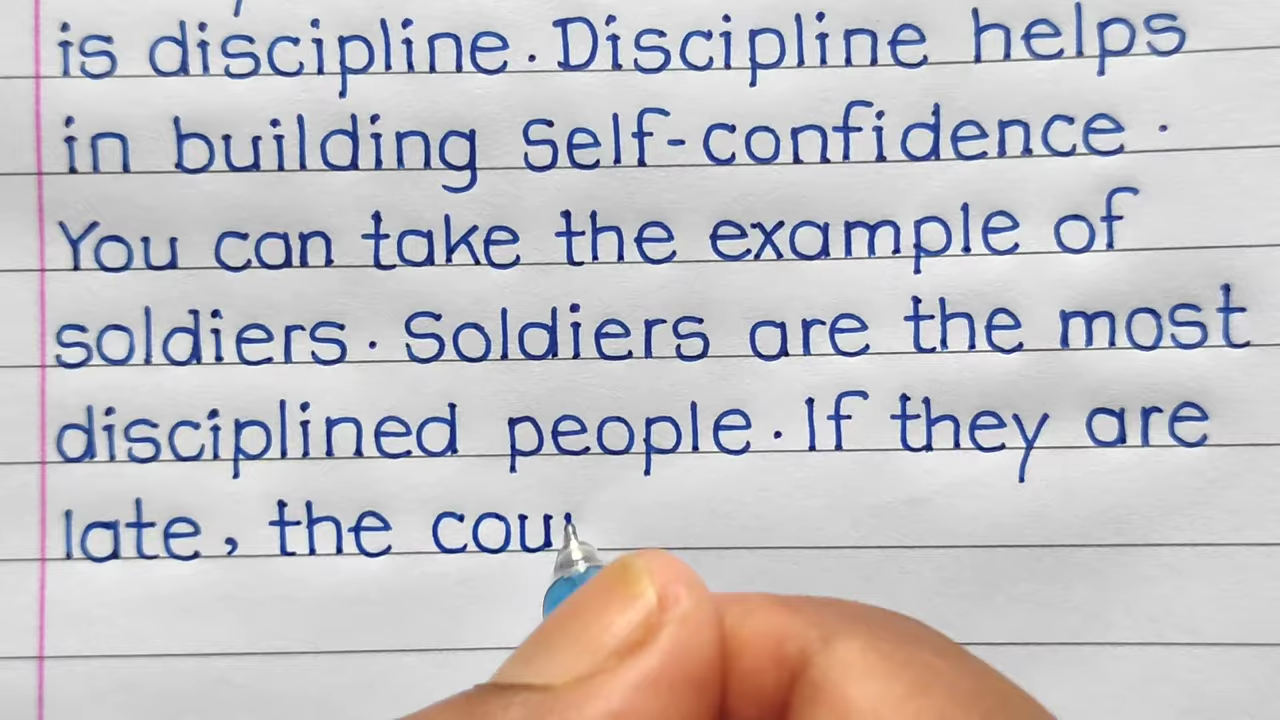 is discipline. Discipline helps
in building Self-confidence.
You can take the example of
soldiers. Soldiers are the most
disciplined people. If they are
late, the cou